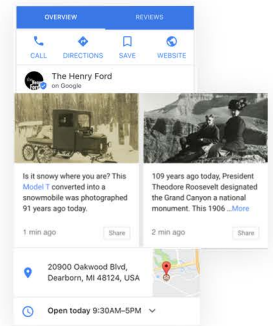 OVERVIEW REVIEWS
CALL DIRECTIONS SAVE WEBSITE
The Henry Ford
on Google
Is it snowy where you are? This
Model T converted into a
snowmobile was photographed
91 years ago today.
1 min ago Share
109 years ago today, President
Theodore Roosevelt designated
the Grand Canyon a national
monument. This 1906 ...More
2 min ago Share
20900 Oakwood Blvd,
Dearborn, MI 48124, USA
Open today 9:30AM–5PM